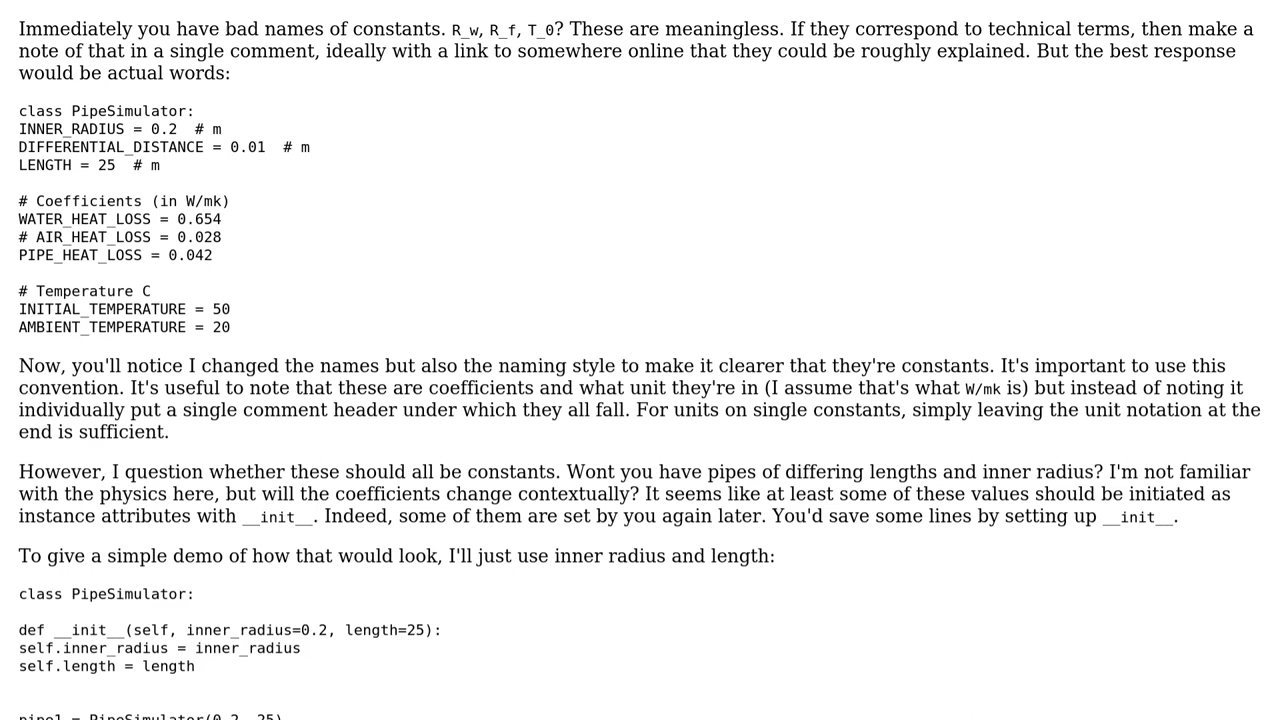 Immediately you have bad names of constants. R_w, R_f, T_0? These are meaningless. If they correspond to technical terms, then make a
note of that in a single comment, ideally with a link to somewhere online that they could be roughly explained. But the best response
would be actual words:
class PipeSimulator:
INNER_RADIUS = 0.2  # m
DIFFERENTIAL_DISTANCE = 0.01  # m
LENGTH = 25  # m
# Coefficients (in W/mk)
WATER_HEAT_LOSS = 0.654
# AIR_HEAT_LOSS = 0.028
PIPE_HEAT_LOSS = 0.042
# Temperature C
INITIAL_TEMPERATURE = 50
AMBIENT_TEMPERATURE = 20
Now, you'll notice I changed the names but also the naming style to make it clearer that they're constants. It's important to use this
convention. It's useful to note that these are coefficients and what unit they're in (I assume that's what W/mk is) but instead of noting it
individually put a single comment header under which they all fall. For units on single constants, simply leaving the unit notation at the
end is sufficient.
However, I question whether these should all be constants. Wont you have pipes of differing lengths and inner radius? I'm not familiar
with the physics here, but will the coefficients change contextually? It seems like at least some of these values should be initiated as
instance attributes with __init__. Indeed, some of them are set by you again later. You'd save some lines by setting up __init__.
To give a simple demo of how that would look, I'll just use inner radius and length:
class PipeSimulator:
def __init__(self, inner_radius=0.2, length=25):
self.inner_radius = inner_radius
self.length = length
pipe1 = PipeSimulator(0.2, 25)